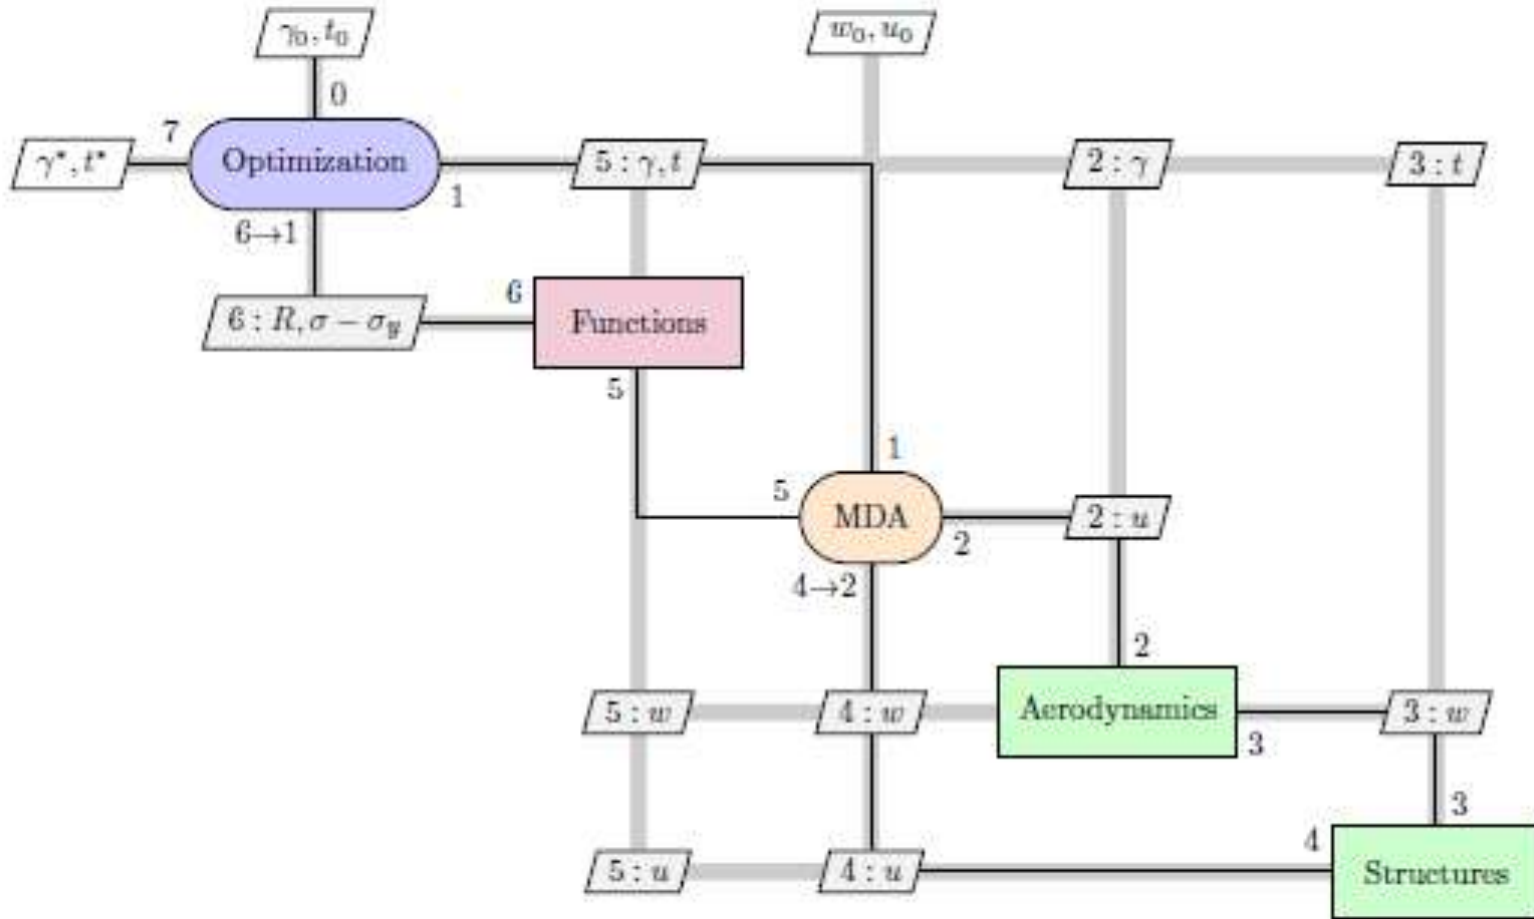 γ₀, t₀
w₀, u₀
0
7
γ*, t*
Optimization
1
5 : γ, t
2 : γ
3 : t
6→1
6 : R, σ − σ_y
6
Functions
5
1
5
MDA
2
2 : u
4→2
2
5 : w
4 : w
Aerodynamics
3
3 : w
3
5 : u
4 : u
4
Structures